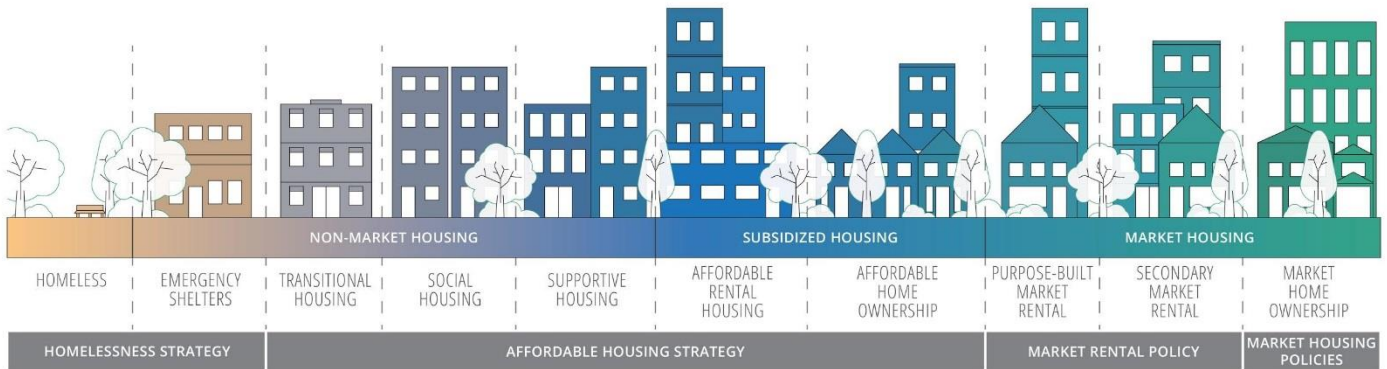 NON-MARKET HOUSING
SUBSIDIZED HOUSING
MARKET HOUSING
HOMELESS
EMERGENCY
SHELTERS
TRANSITIONAL
HOUSING
SOCIAL
HOUSING
SUPPORTIVE
HOUSING
AFFORDABLE
RENTAL
HOUSING
AFFORDABLE
HOME
OWNERSHIP
PURPOSE-BUILT
MARKET
RENTAL
SECONDARY
MARKET
RENTAL
MARKET
HOME
OWNERSHIP
HOMELESSNESS STRATEGY
AFFORDABLE HOUSING STRATEGY
MARKET RENTAL POLICY
MARKET HOUSING
POLICIES